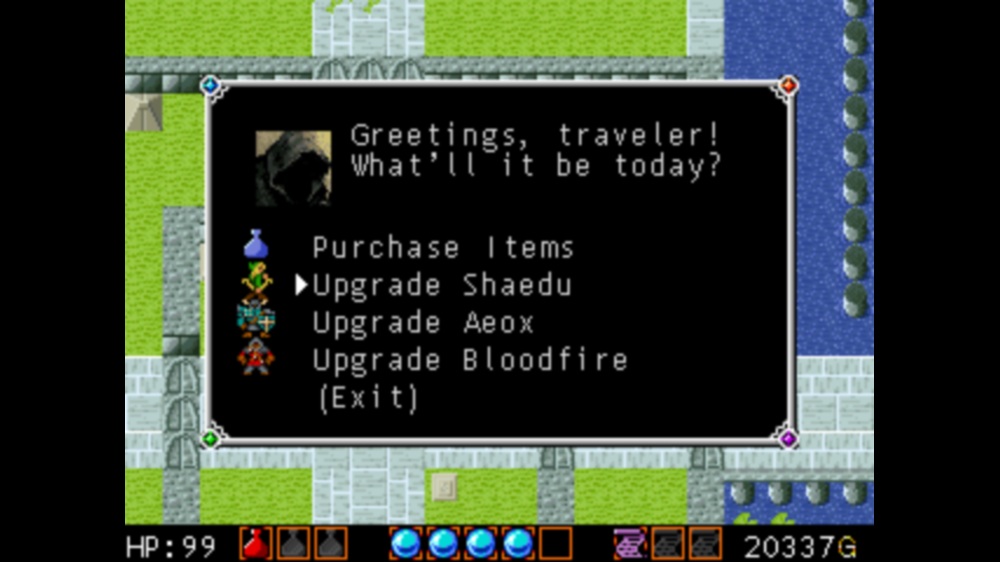 Greetings, traveler!
What'll it be today?
Purchase Items
Upgrade Shaedu
Upgrade Aeox
Upgrade Bloodfire
(Exit)
HP:99 20337G